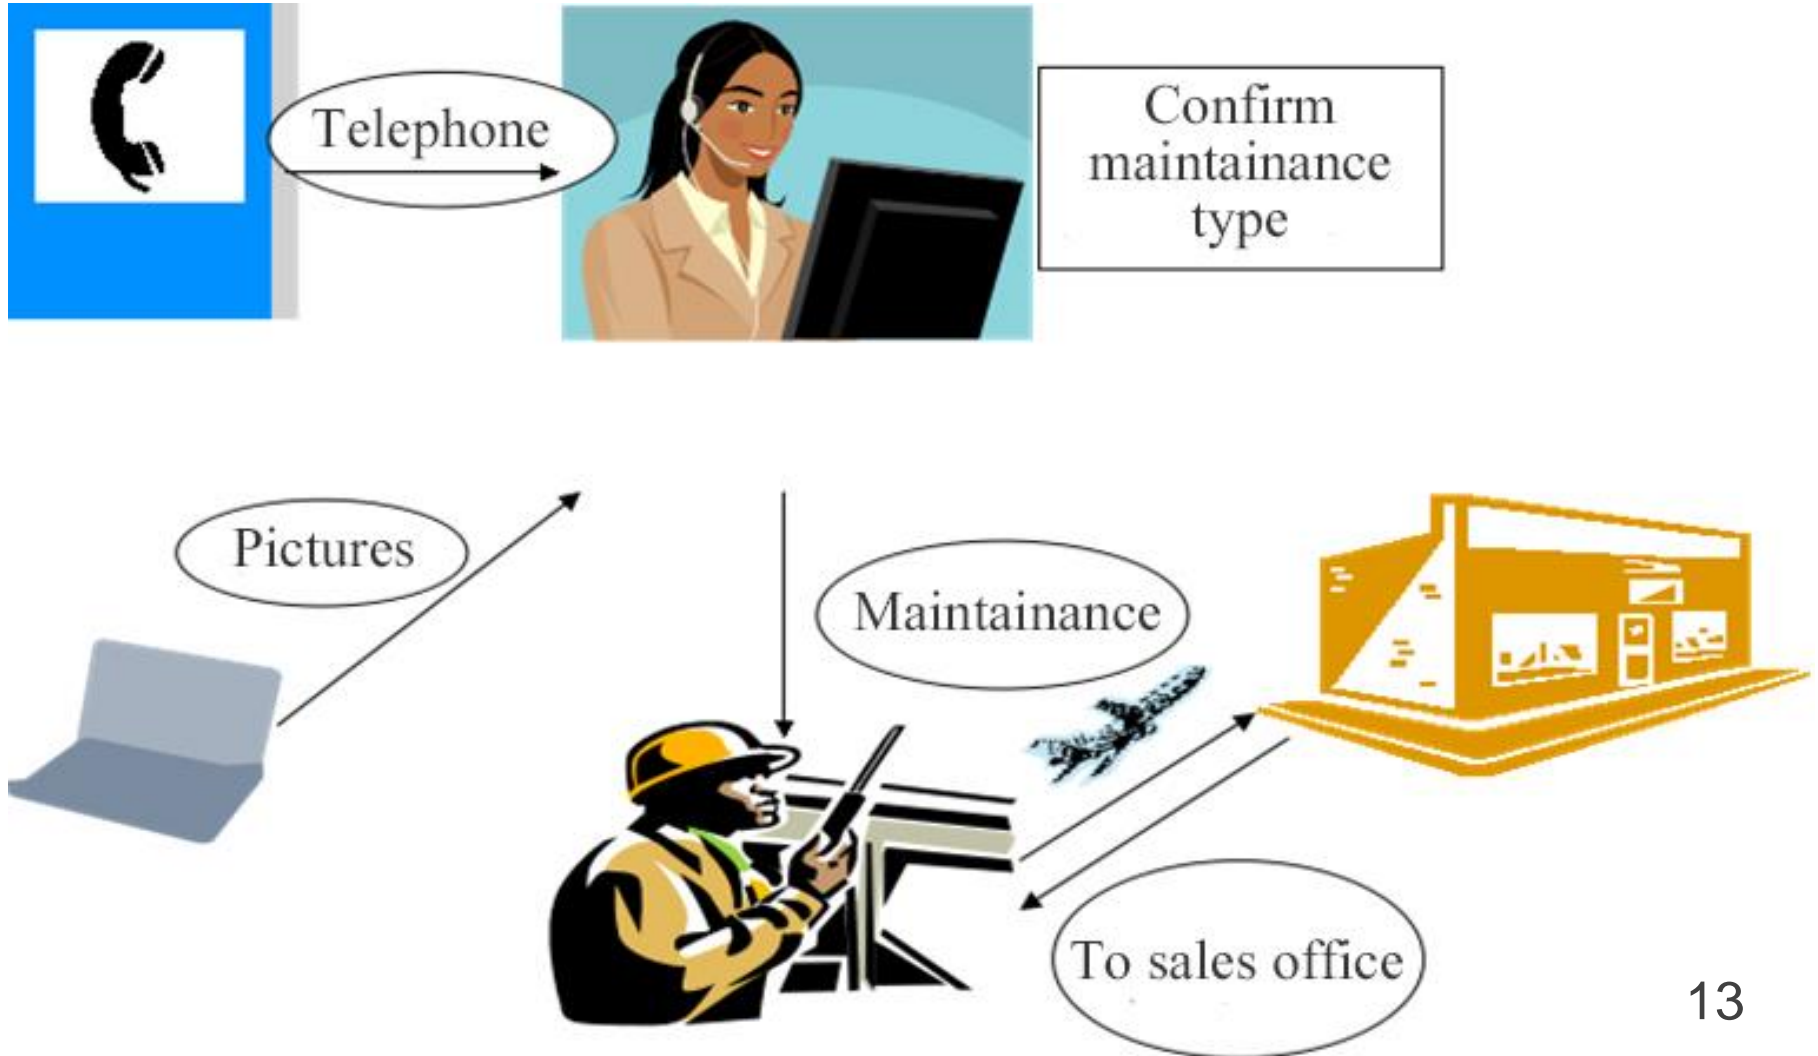 Telephone
Confirm
maintainance
type
Pictures
Maintainance
To sales office
13